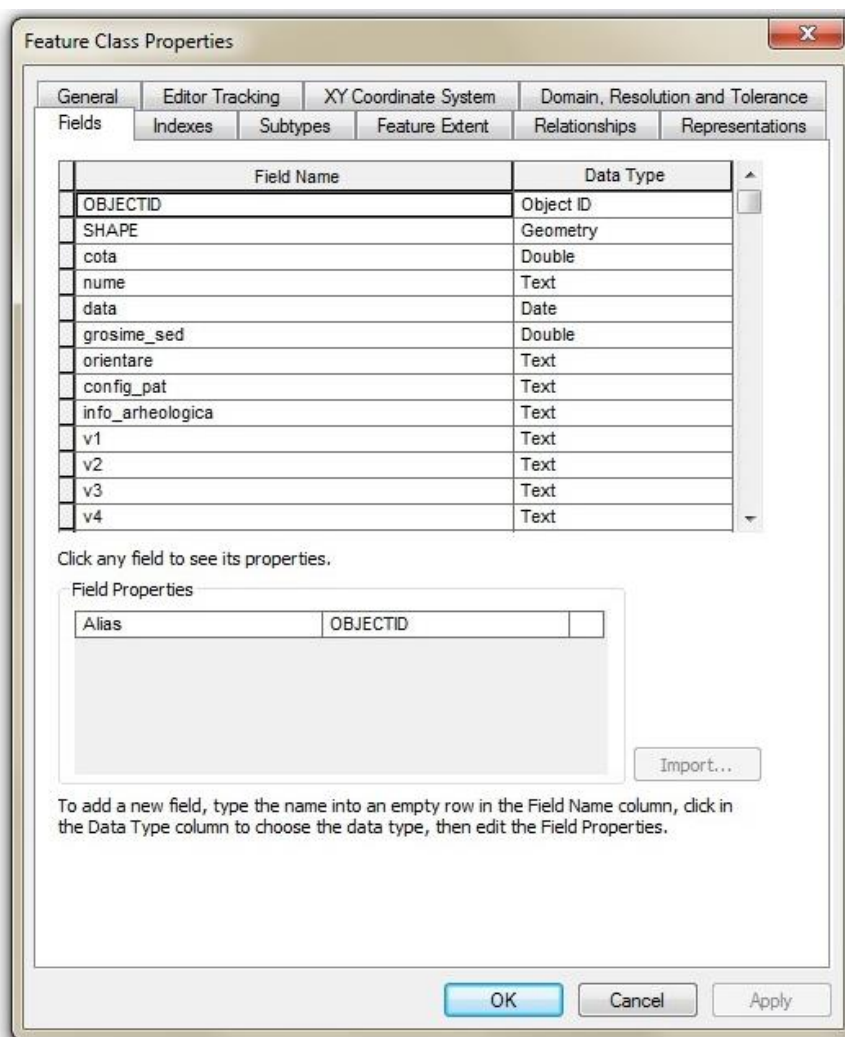 Feature Class Properties
General Editor Tracking XY Coordinate System Domain, Resolution and Tolerance
Fields Indexes Subtypes Feature Extent Relationships Representations
Field Name Data Type
OBJECTID Object ID
SHAPE Geometry
cota Double
nume Text
data Date
grosime_sed Double
orientare Text
config_pat Text
info_arheologica Text
v1 Text
v2 Text
v3 Text
v4 Text
Click any field to see its properties.
Field Properties
Alias OBJECTID
Import...
To add a new field, type the name into an empty row in the Field Name column, click in
the Data Type column to choose the data type, then edit the Field Properties.
OK Cancel Apply